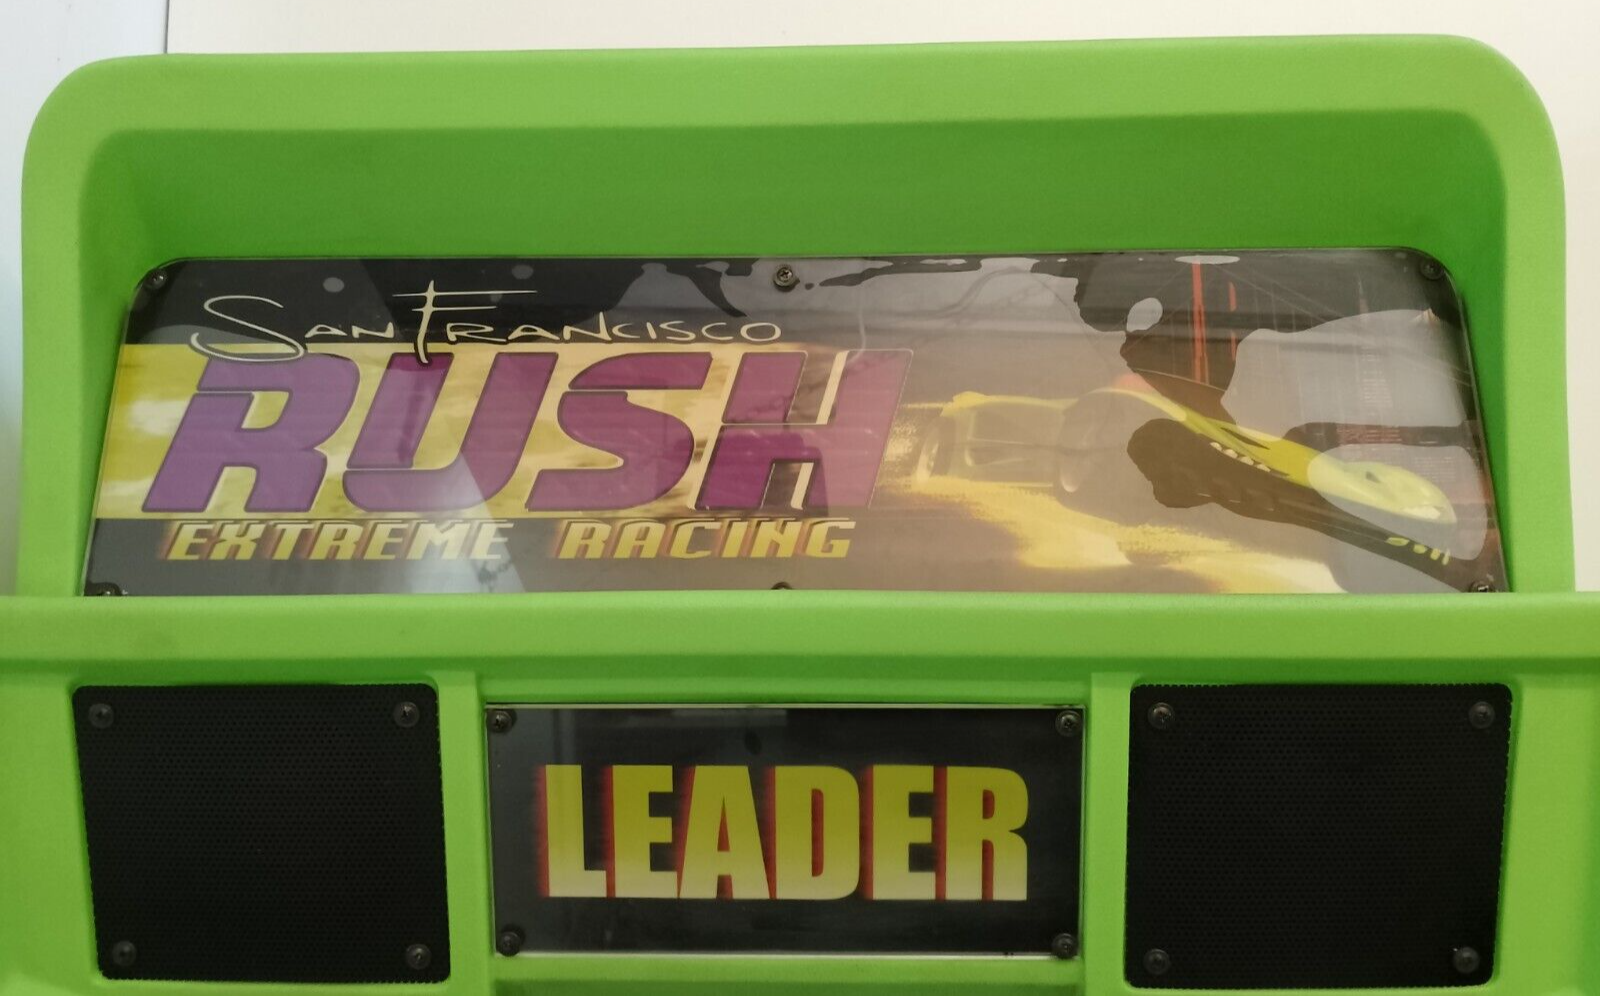 SAN FRANCISCO
RUSH
EXTREME RACING
LEADER